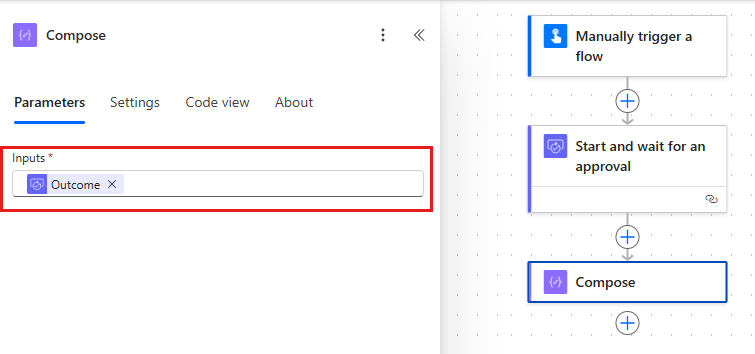 Compose
Parameters
Settings
Code view
About
Inputs *
Outcome
Manually trigger a
flow
Start and wait for an
approval
Compose